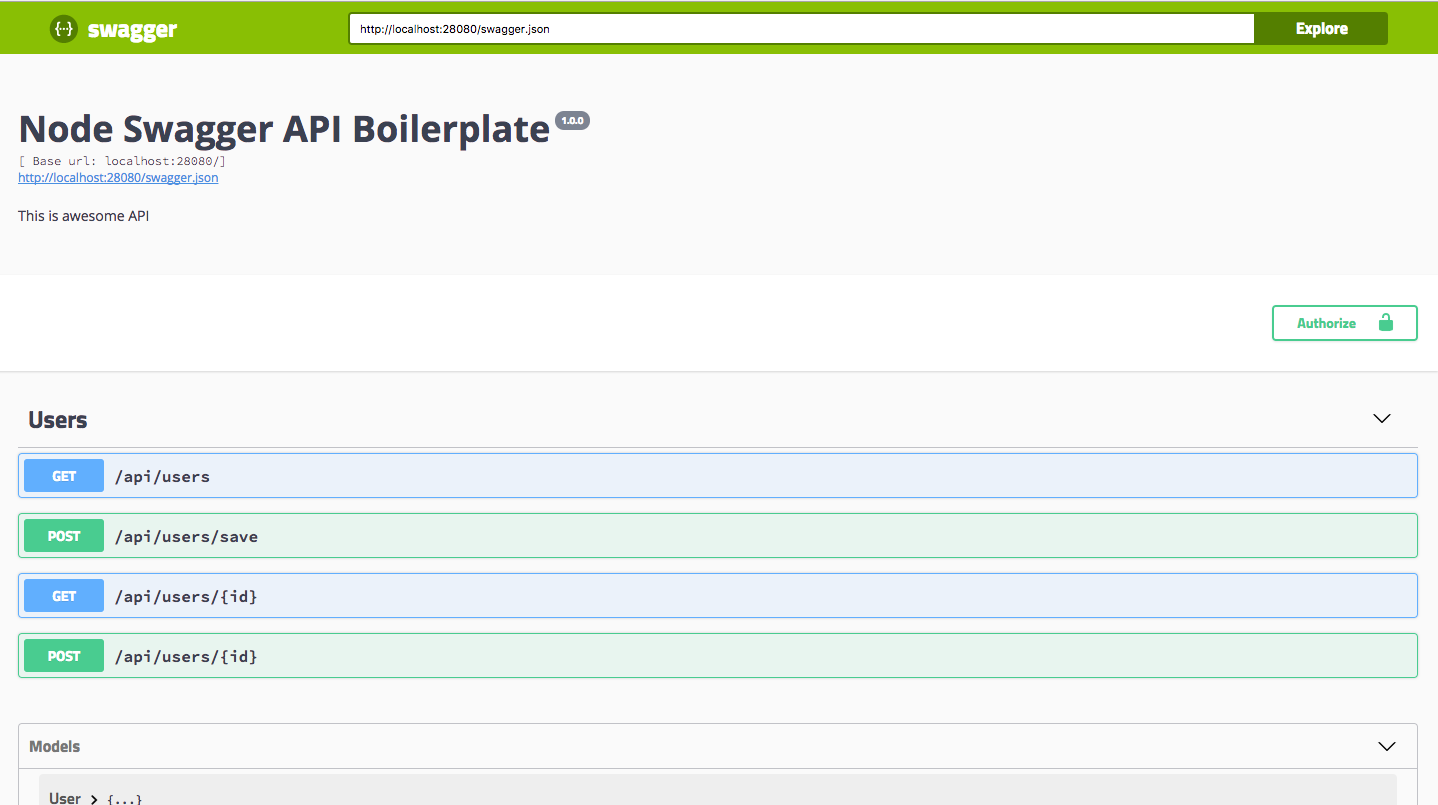 {··} swagger
http://localhost:28080/swagger.json
Explore
Node Swagger API Boilerplate 1.0.0
[ Base url: localhost:28080/]
http://localhost:28080/swagger.json
This is awesome API
Authorize
Users
GET /api/users
POST /api/users/save
GET /api/users/{id}
POST /api/users/{id}
Models
User {...}